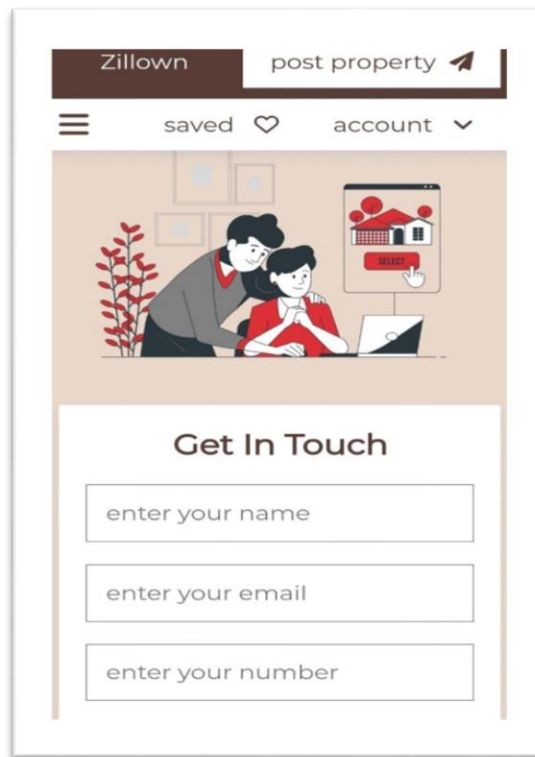 Zillown post property
saved account
SELECT
Get In Touch
enter your name
enter your email
enter your number